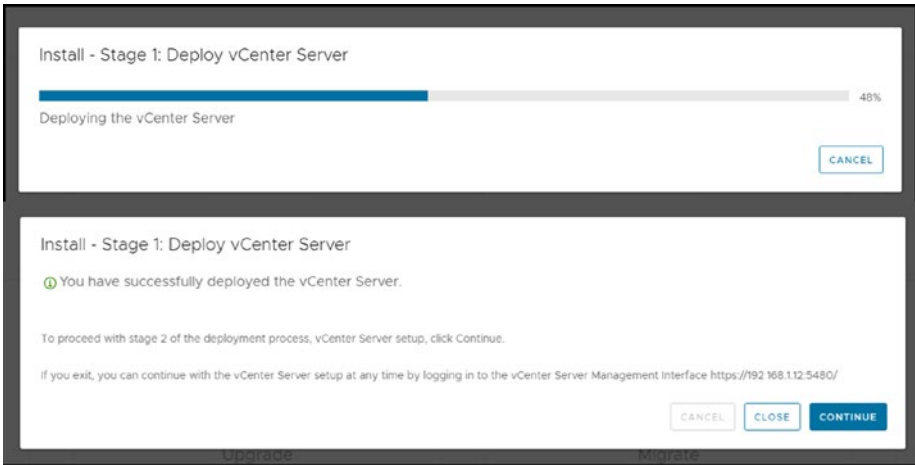 Install - Stage 1: Deploy vCenter Server
48%
Deploying the vCenter Server
CANCEL
Install - Stage 1: Deploy vCenter Server
You have successfully deployed the vCenter Server.
To proceed with stage 2 of the deployment process, vCenter Server setup, click Continue.
If you exit, you can continue with the vCenter Server setup at any time by logging in to the vCenter Server Management Interface https://192.168.1.12:5480/
CANCEL CLOSE CONTINUE
Upgrade Migrate